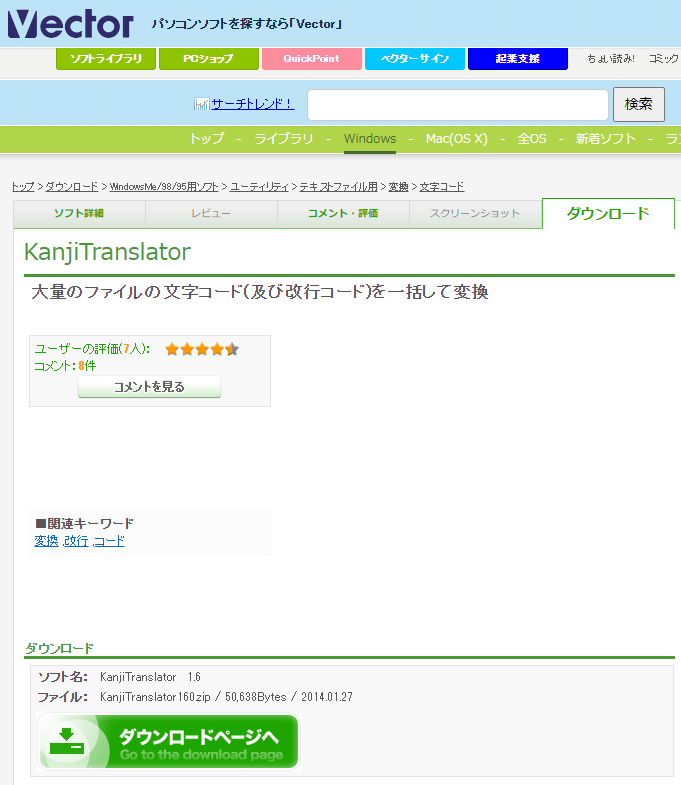 Vector パソコンソフトを探すなら「Vector」
ソフトライブラリ PCショップ QuickPoint ベクターサイン 起業支援 ちょい読み! コミック
サーチトレンド! 検索
トップ - ライブラリ - Windows - Mac(OS X) - 全OS - 新着ソフト - ラ
トップ > ダウンロード > WindowsMe/98/95用ソフト > ユーティリティ > テキストファイル用 > 変換 > 文字コード
ソフト詳細 レビュー コメント・評価 スクリーンショット ダウンロード
KanjiTranslator
大量のファイルの文字コード(及び改行コード)を一括して変換
ユーザーの評価(7人):
コメント:8件
コメントを見る
■関連キーワード
変換 ,改行 ,コード
ダウンロード
ソフト名: KanjiTranslator 1.6
ファイル: KanjiTranslator160.zip / 50,638Bytes / 2014.01.27
ダウンロードページへ
Go to the download page